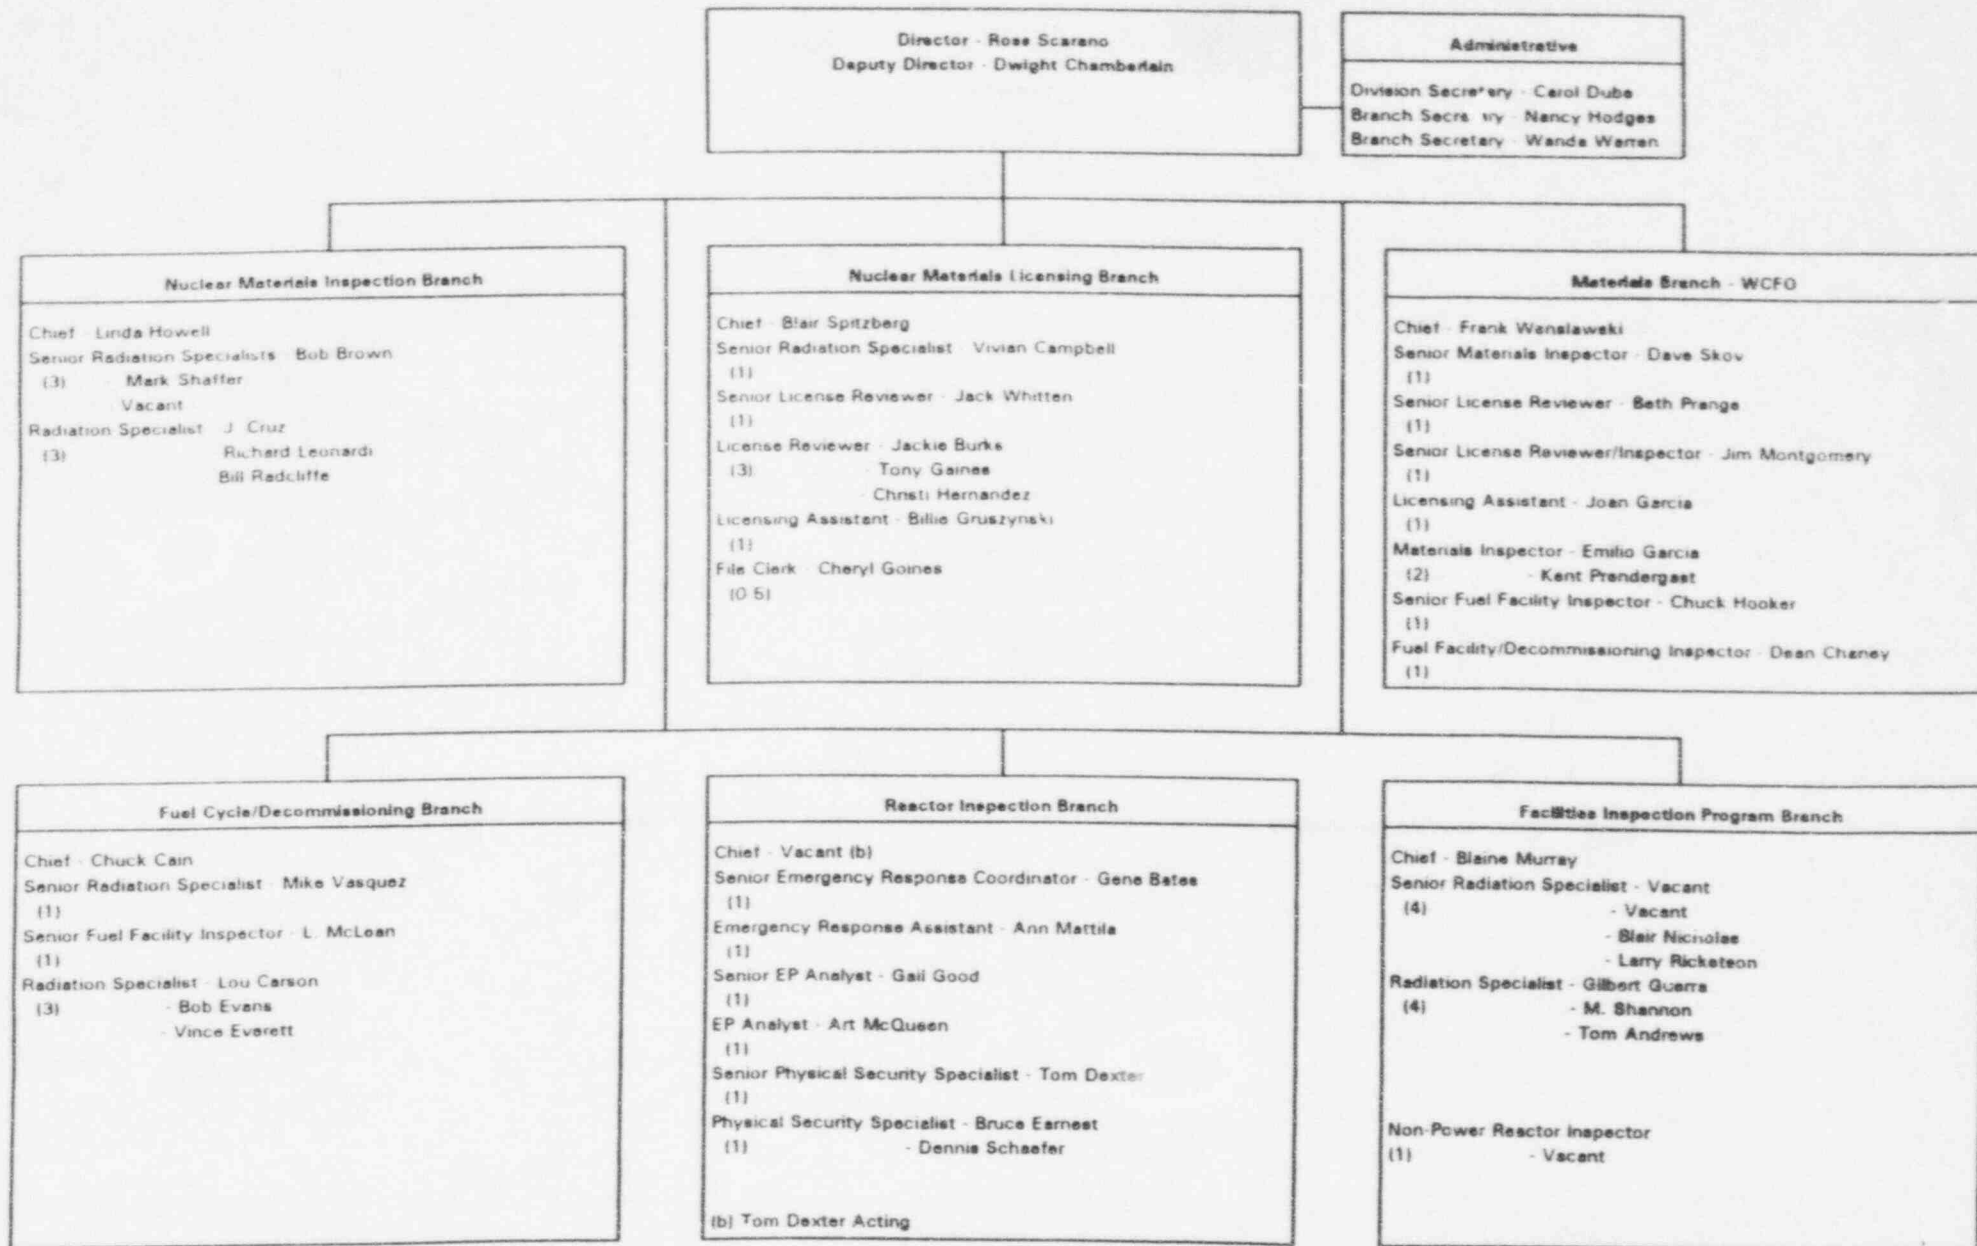 Director - Ross Scarano
Deputy Director - Dwight Chamberlain
Administrative
Division Secretary - Carol Dube
Branch Secretary - Nancy Hodges
Branch Secretary - Wanda Warren
Nuclear Materials Inspection Branch
Chief - Linda Howell
Senior Radiation Specialists - Bob Brown
(3) - Mark Shaffer
- Vacant
Radiation Specialist - J. Cruz
(3) Richard Leonardi
Bill Radcliffe
Nuclear Materials Licensing Branch
Chief - Blair Spitzberg
Senior Radiation Specialist - Vivian Campbell
(1)
Senior License Reviewer - Jack Whitten
(1)
License Reviewer - Jackie Burks
(3) - Tony Gaines
- Christi Hernandez
Licensing Assistant - Billie Gruszynski
(1)
File Clerk - Cheryl Goines
(0.5)
Materials Branch - WCFO
Chief - Frank Wenslawski
Senior Materials Inspector - Dave Skov
(1)
Senior License Reviewer - Beth Prange
(1)
Senior License Reviewer/Inspector - Jim Montgomery
(1)
Licensing Assistant - Joan Garcia
(1)
Materials Inspector - Emilio Garcia
(2) - Kent Prendergast
Senior Fuel Facility Inspector - Chuck Hooker
(1)
Fuel Facility/Decommissioning Inspector - Dean Chaney
(1)
Fuel Cycle/Decommissioning Branch
Chief - Chuck Cain
Senior Radiation Specialist - Mike Vasquez
(1)
Senior Fuel Facility Inspector - L. McLean
(1)
Radiation Specialist - Lou Carson
(3) - Bob Evans
- Vince Everett
Reactor Inspection Branch
Chief - Vacant (b)
Senior Emergency Response Coordinator - Gene Bates
(1)
Emergency Response Assistant - Ann Mattila
(1)
Senior EP Analyst - Gail Good
(1)
EP Analyst - Art McQueen
(1)
Senior Physical Security Specialist - Tom Dexter
(1)
Physical Security Specialist - Bruce Earnest
(1) - Dennis Schaefer
(b) Tom Dexter Acting
Facilities Inspection Program Branch
Chief - Blaine Murray
Senior Radiation Specialist - Vacant
(4) - Vacant
- Blair Nicholas
- Larry Ricketson
Radiation Specialist - Gilbert Guerra
(4) - M. Shannon
- Tom Andrews
Non-Power Reactor Inspector
(1) - Vacant